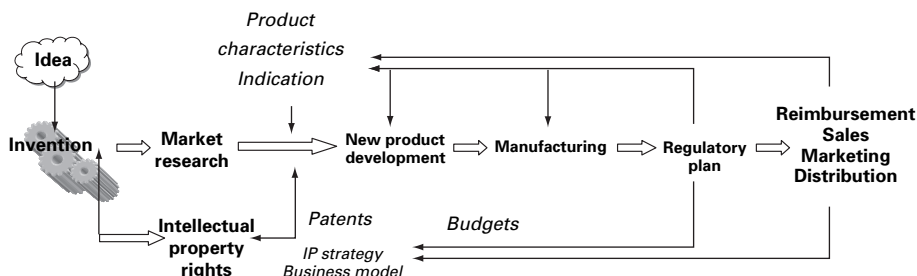 Product
characteristics
Indication
Idea
Invention
Market
research
New product
development
Manufacturing
Regulatory
plan
Reimbursement
Sales
Marketing
Distribution
Intellectual
property
rights
Patents
Budgets
IP strategy
Business model